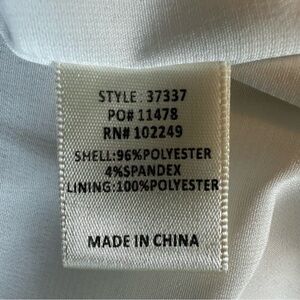 STYLE: 37337
PO# 11478
RN# 102249
SHELL:96%POLYESTER
4%SPANDEX
LINING:100%POLYESTER
MADE IN CHINA